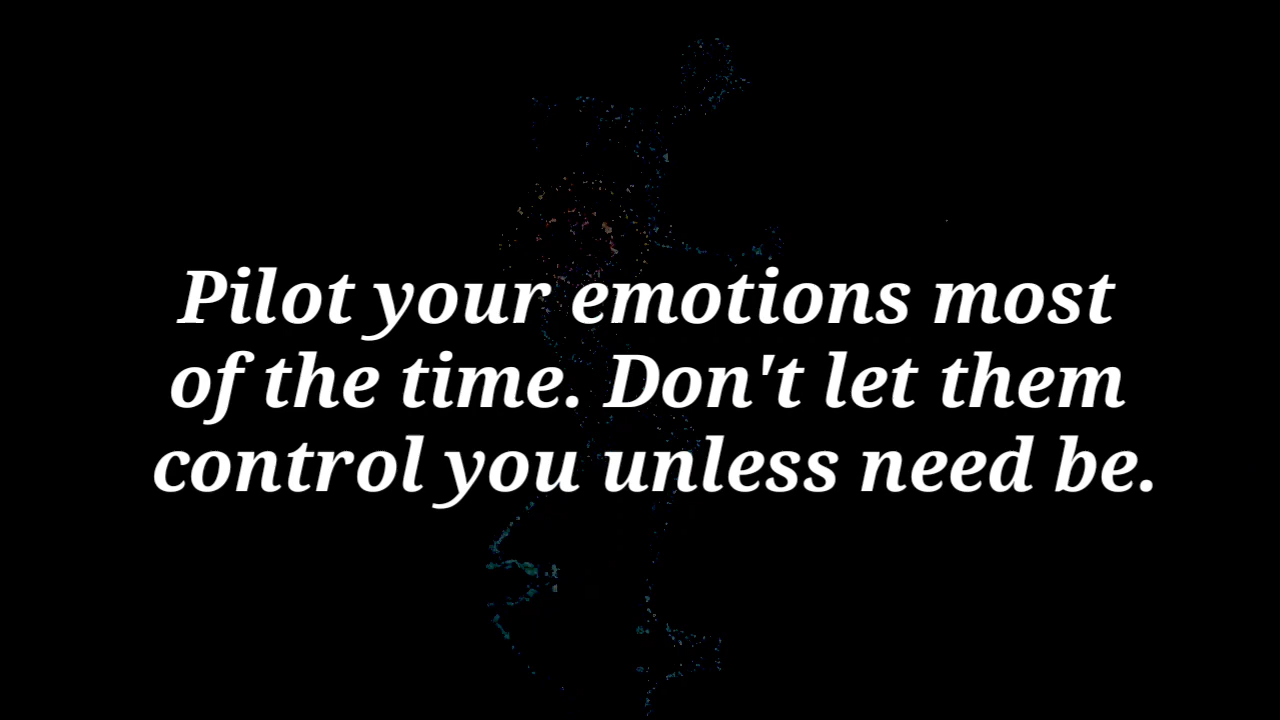 Pilot your emotions most
of the time. Don't let them
control you unless need be.